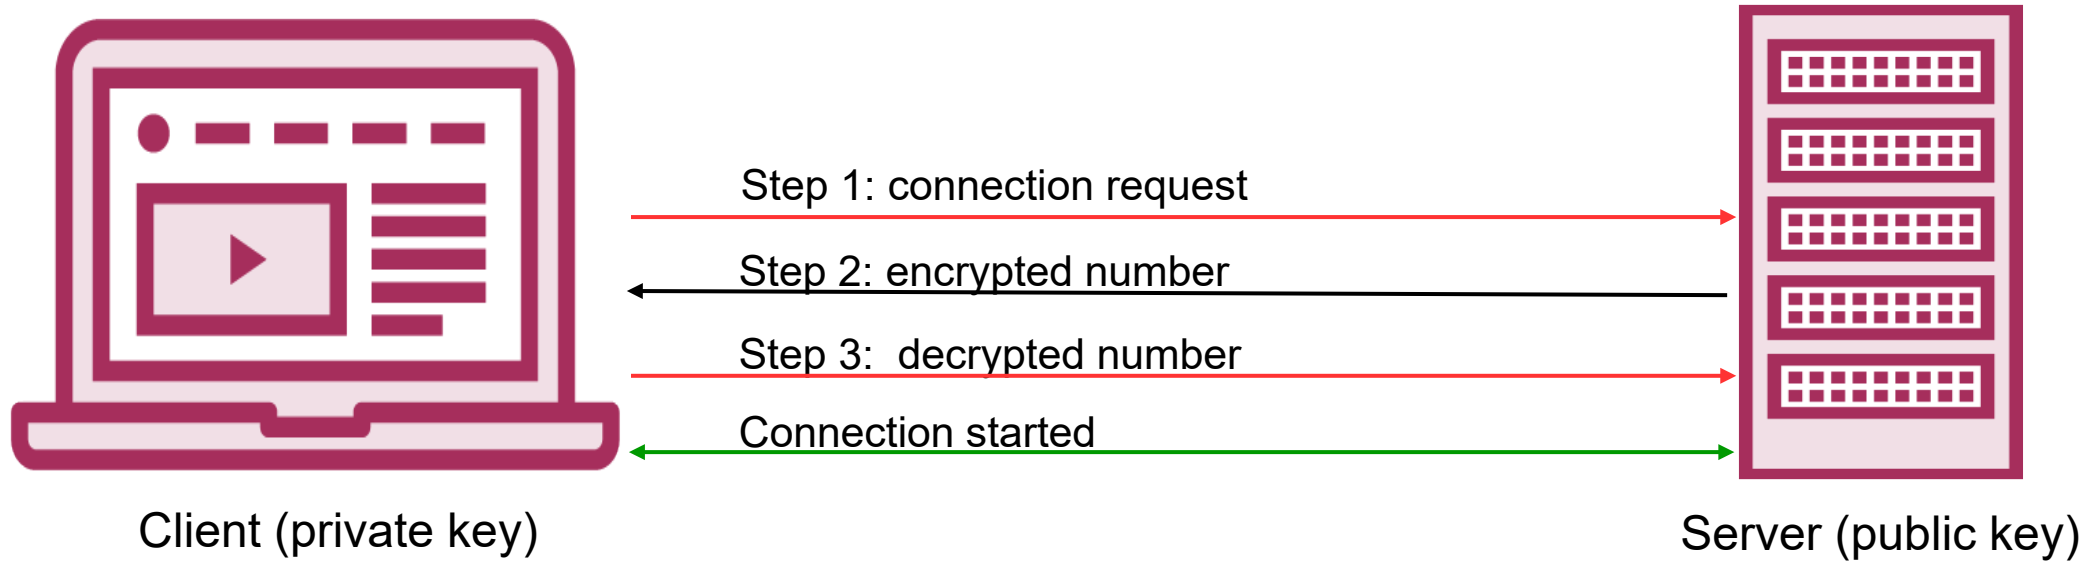 Step 1: connection request
Step 2: encrypted number
Step 3: decrypted number
Connection started
Client (private key)
Server (public key)